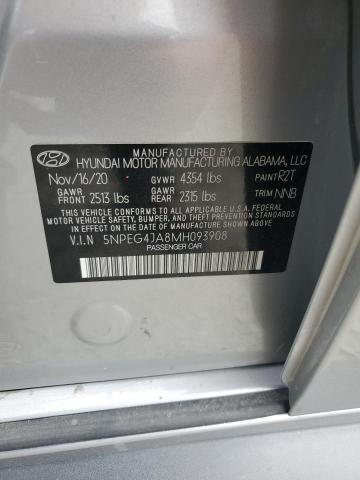 MANUFACTURED BY
HYUNDAI MOTOR MANUFACTURING ALABAMA, LLC
Nov/16/20 GVWR 4354 lbs PAINT R2T
GAWR FRONT 2513 lbs GAWR REAR 2315 lbs TRIM NNB
THIS VEHICLE CONFORMS TO ALL APPLICABLE U.S.A. FEDERAL
MOTOR VEHICLE SAFETY, BUMPER, AND THEFT PREVENTION
STANDARDS IN EFFECT ON THE DATE OF MANUFACTURE SHOWN ABOVE.
V.I.N 5NPEG4JA8MH093908
PASSENGER CAR